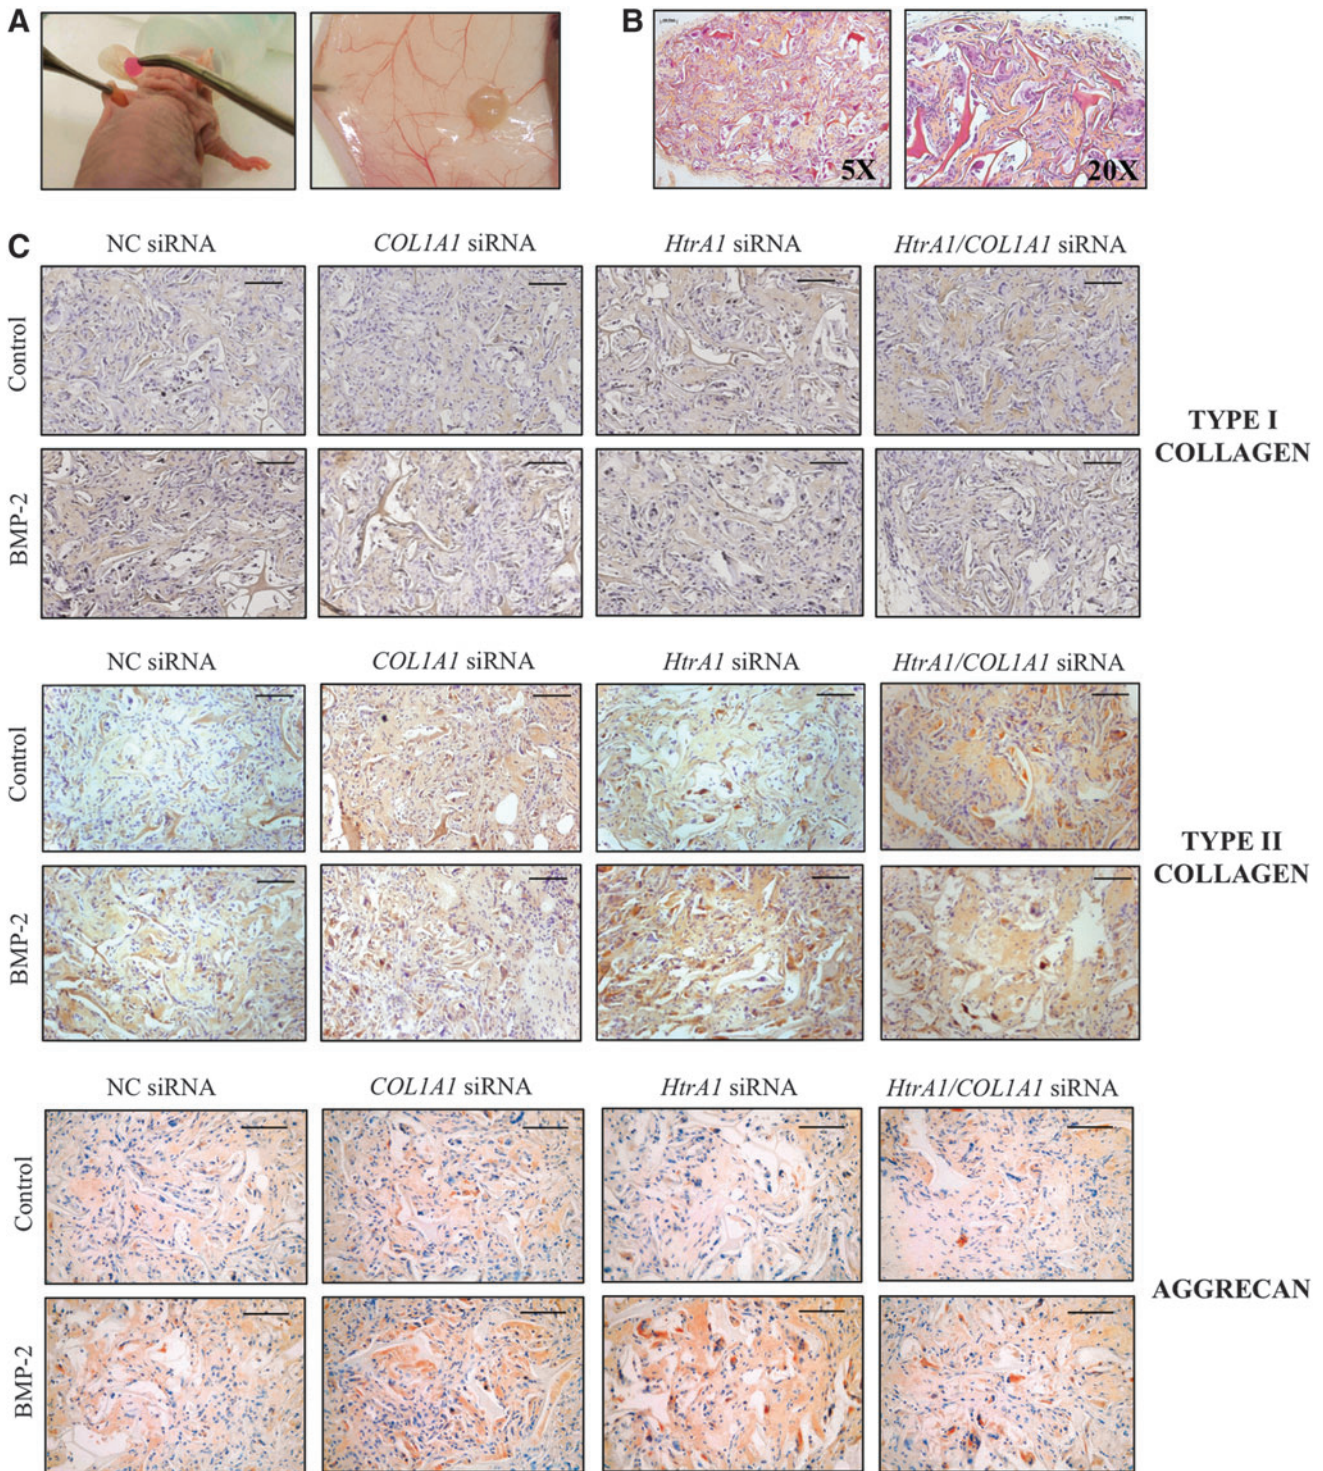 A
B
5X
20X
C
NC siRNA COL1A1 siRNA HtrA1 siRNA HtrA1/COL1A1 siRNA
Control
TYPE I
COLLAGEN
BMP-2
NC siRNA COL1A1 siRNA HtrA1 siRNA HtrA1/COL1A1 siRNA
Control
TYPE II
COLLAGEN
BMP-2
NC siRNA COL1A1 siRNA HtrA1 siRNA HtrA1/COL1A1 siRNA
Control
AGGRECAN
BMP-2